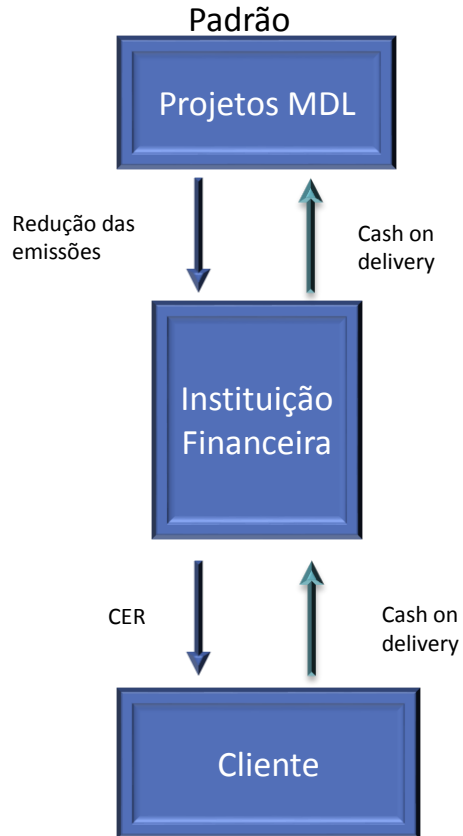 Padrão
Projetos MDL
Redução das
emissões
Cash on
delivery
Instituição
Financeira
CER
Cash on
delivery
Cliente